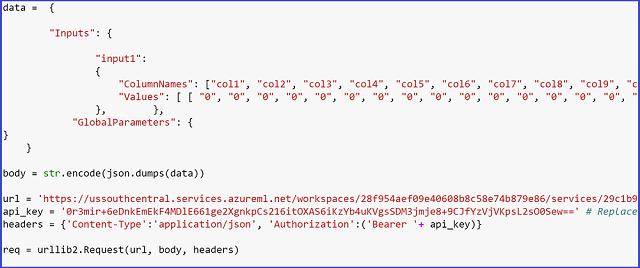 data =  {
"Inputs": {
"input1":
{
"ColumnNames": ["col1", "col2", "col3", "col4", "col5", "col6", "col7", "col8", "col9", "c
"Values": [ [ "0", "0", "0", "0", "0", "0", "0", "0", "0", "0", "0", "0", "0", "0", "0", "
},        },
"GlobalParameters": {
}
}
body = str.encode(json.dumps(data))
url = 'https://ussouthcentral.services.azureml.net/workspaces/28f954aef09e40608b8c58e74b879e86/services/29c1b9
api_key = '0r3mir+6eDnkEmEkF4MDlE661ge2XgnkpCs216itOXAS6iKzYb4uKVgsSDM3jmje8+9CJfYzVjVKpsL2sO0Sew==' # Replace
headers = {'Content-Type':'application/json', 'Authorization':('Bearer '+ api_key)}
req = urllib2.Request(url, body, headers)